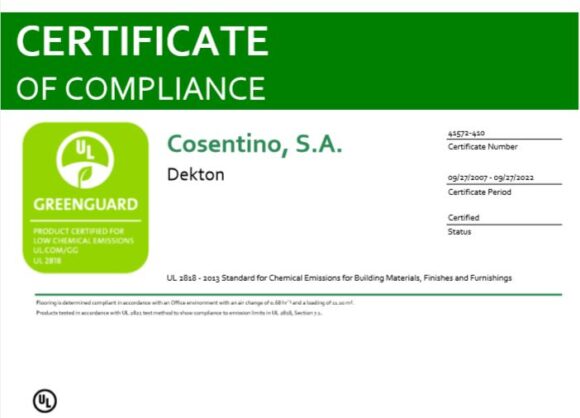 CERTIFICATE
OF COMPLIANCE
UL
GREENGUARD
PRODUCT CERTIFIED FOR
LOW CHEMICAL EMISSIONS
UL.COM/GG
UL 2818
Cosentino, S.A.
Dekton
41572-410
Certificate Number
09/27/2007 - 09/27/2022
Certificate Period
Certified
Status
UL 2818 - 2013 Standard for Chemical Emissions for Building Materials, Finishes and Furnishings
Flooring is determined compliant in accordance with an Office environment with an air change of 0.68 hr⁻¹ and a loading of 11.10 m².
Products tested in accordance with UL 2821 test method to show compliance to emission limits in UL 2818, Section 7.1.
UL